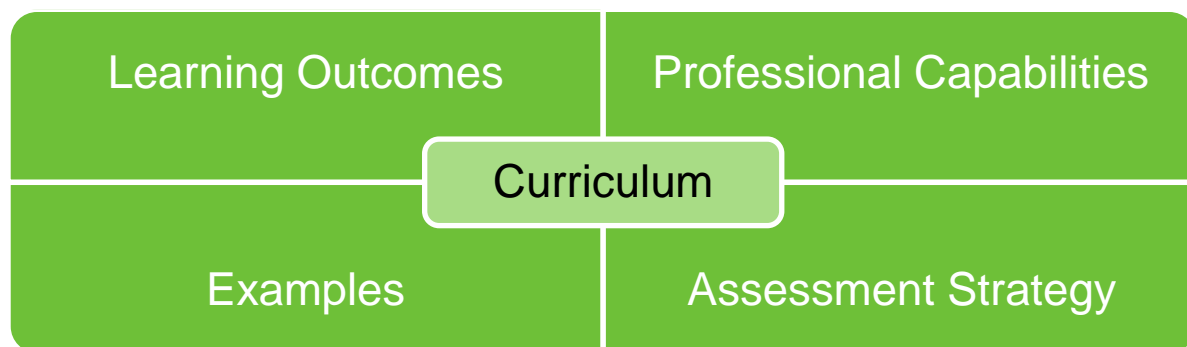 Learning Outcomes
Professional Capabilities
Curriculum
Examples
Assessment Strategy